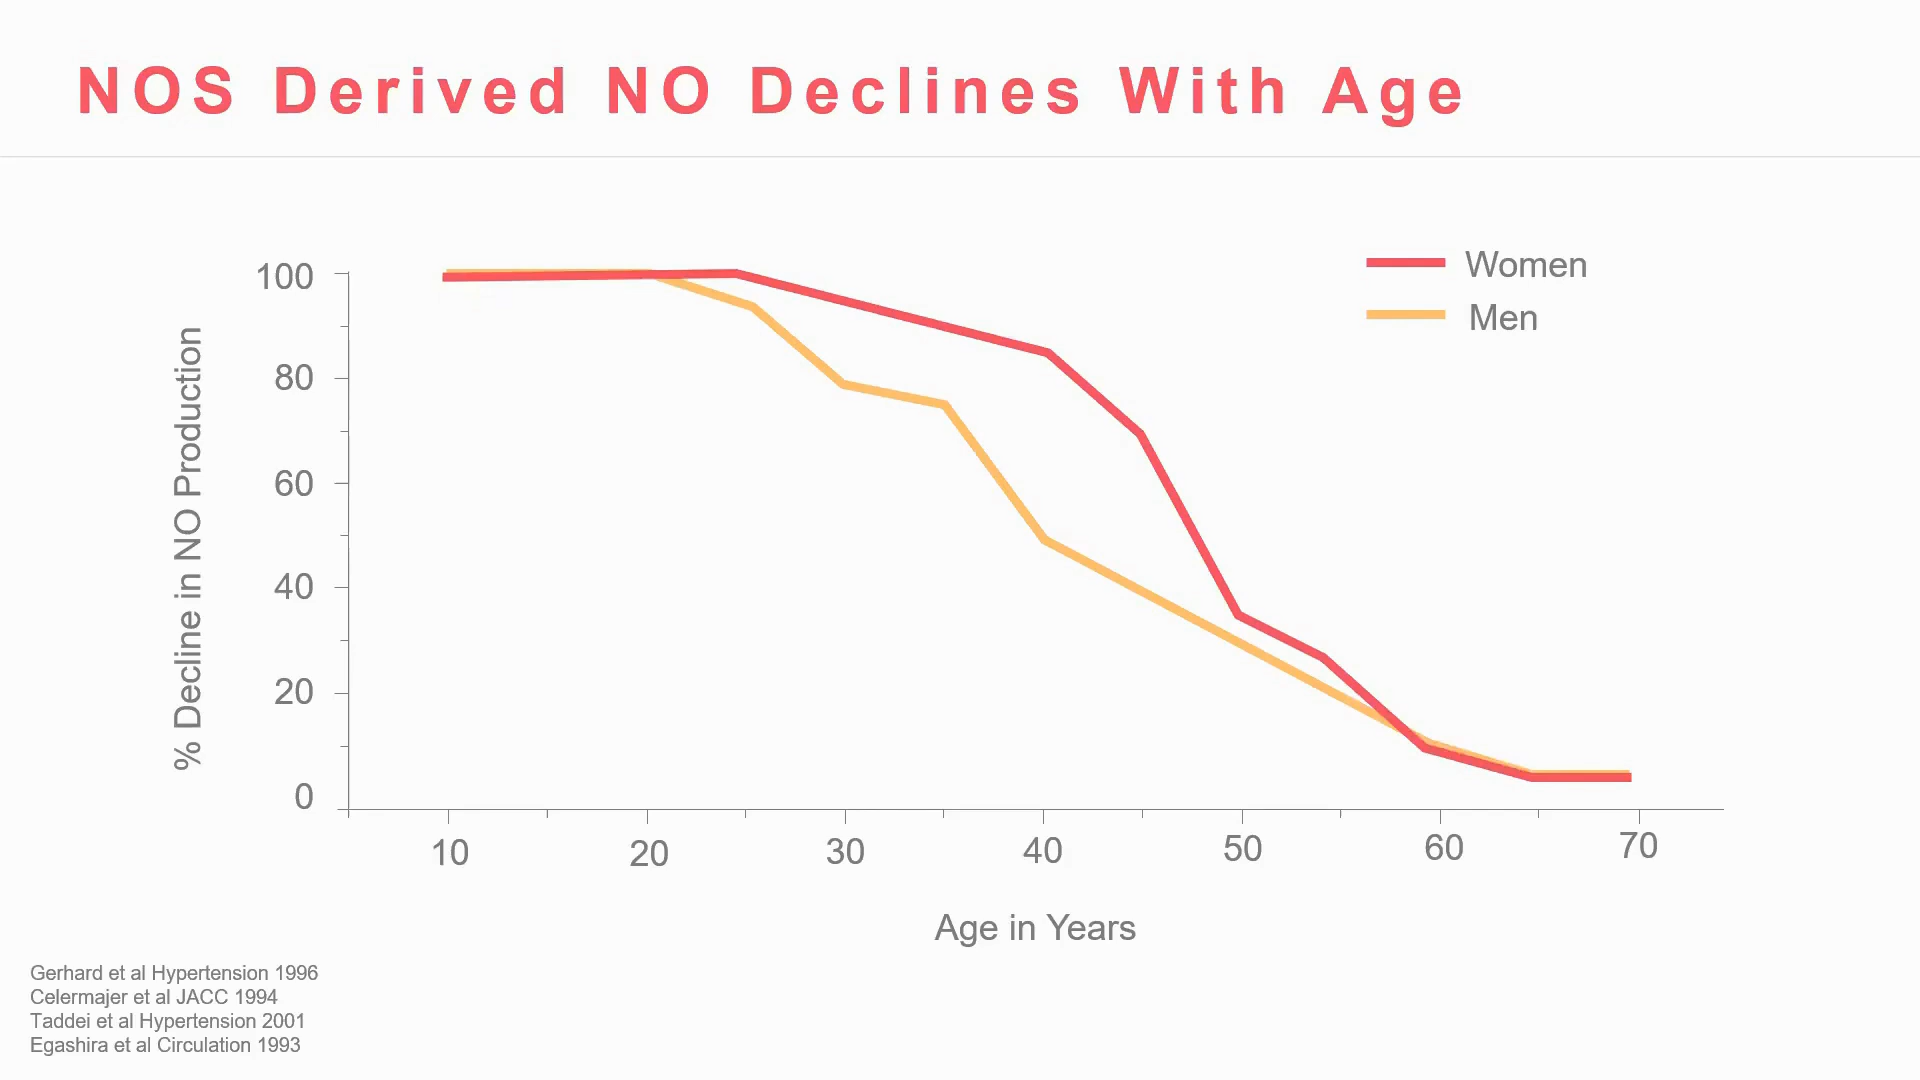 NOS Derived NO Declines With Age
Women
Men
% Decline in NO Production
100
80
60
40
20
0
10 20 30 40 50 60 70
Age in Years
Gerhard et al Hypertension 1996
Celermajer et al JACC 1994
Taddei et al Hypertension 2001
Egashira et al Circulation 1993